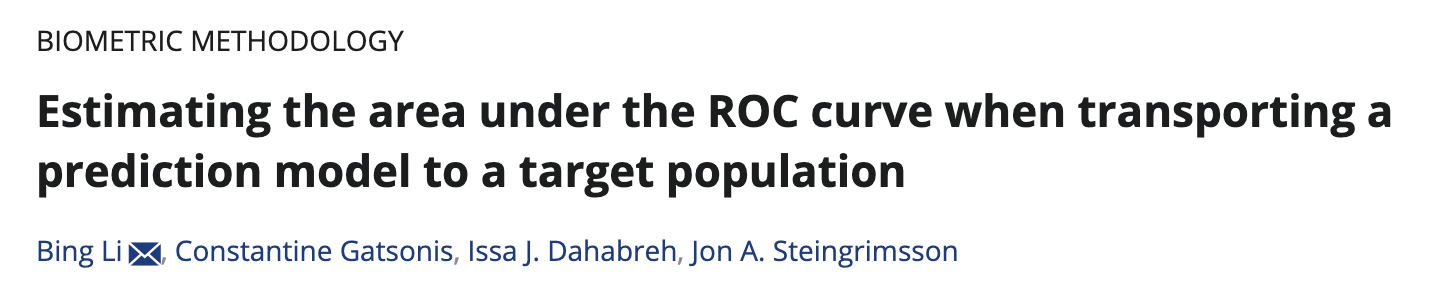 BIOMETRIC METHODOLOGY
Estimating the area under the ROC curve when transporting a
prediction model to a target population
Bing Li, Constantine Gatsonis, Issa J. Dahabreh, Jon A. Steingrimsson